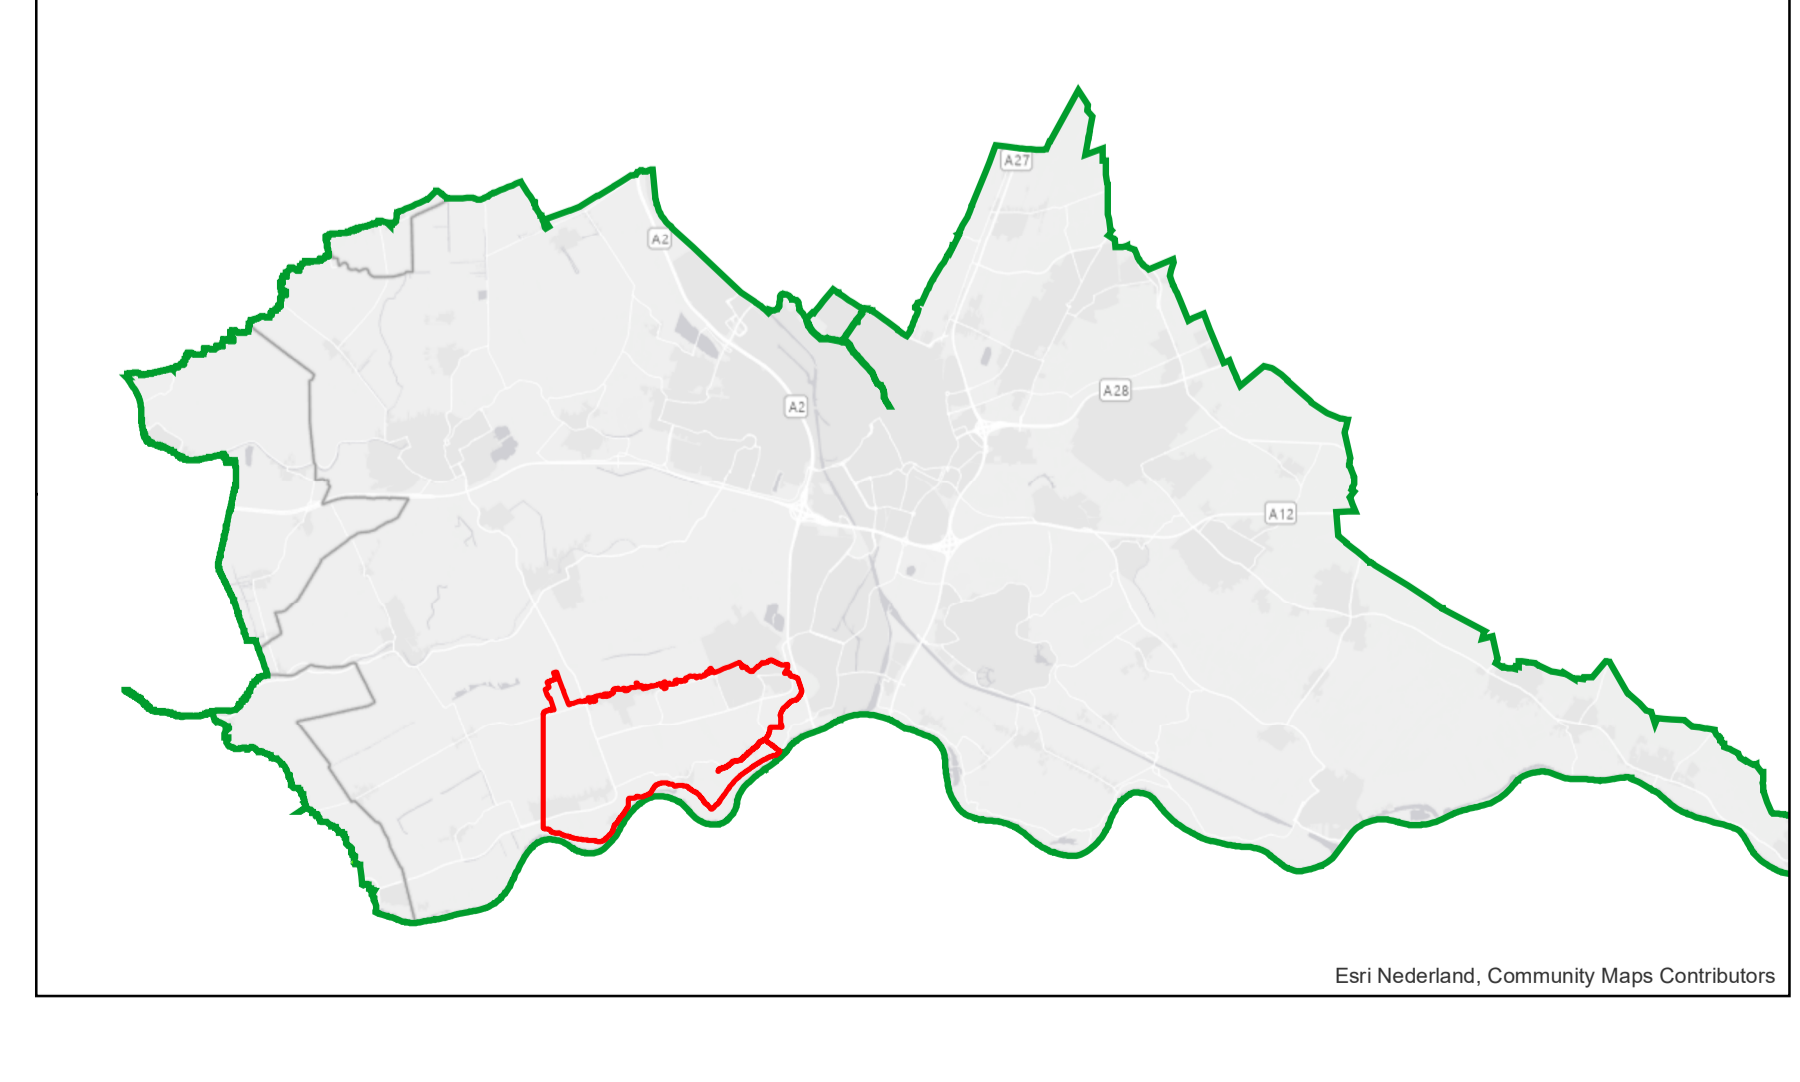 A27
A2
A28
A2
A12
Esri Nederland, Community Maps Contributors